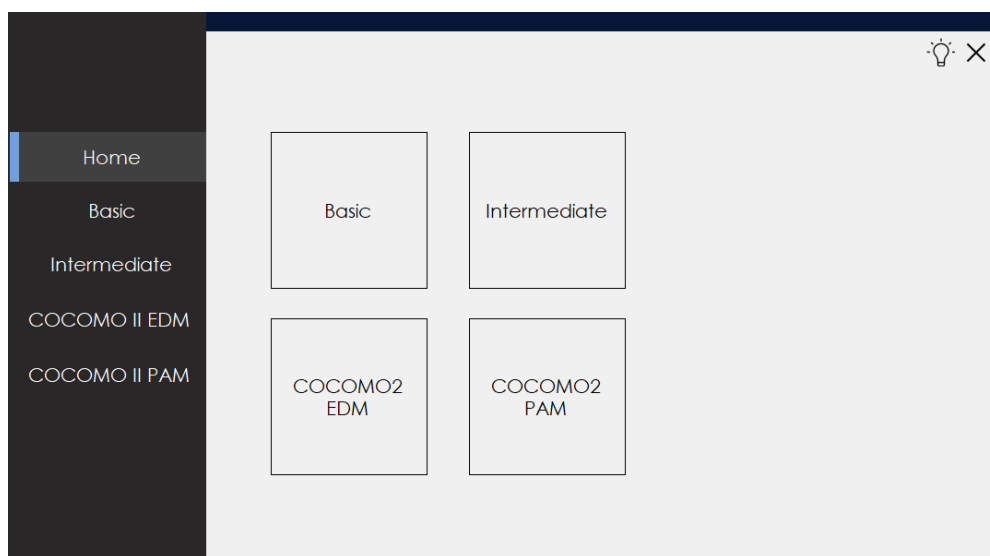 Home
Basic
Intermediate
COCOMO II EDM
COCOMO II PAM
Basic
Intermediate
COCOMO2
EDM
COCOMO2
PAM